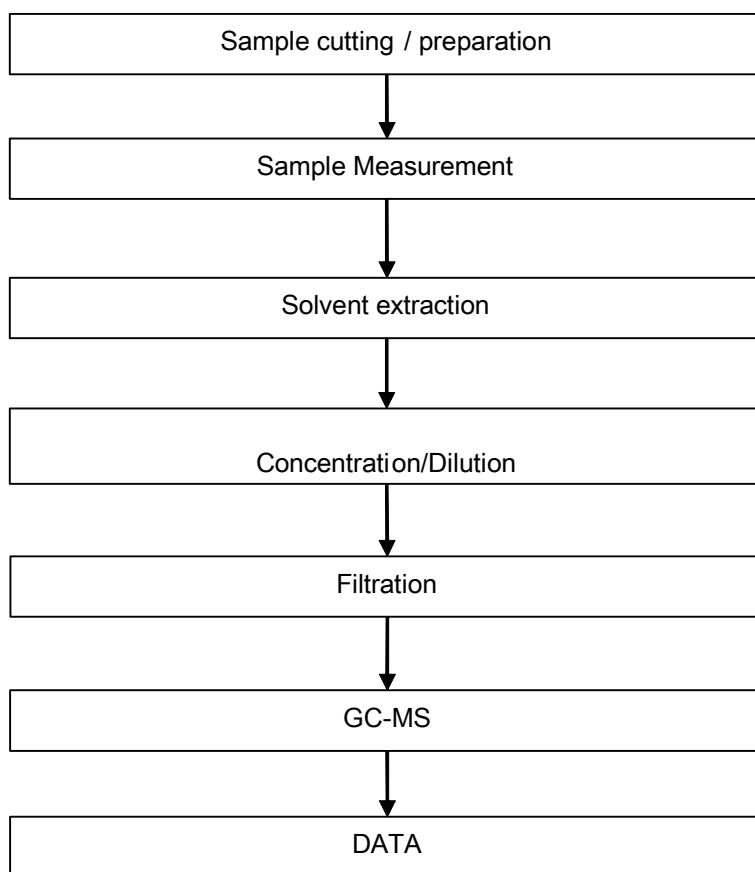 Sample cutting / preparation
Sample Measurement
Solvent extraction
Concentration/Dilution
Filtration
GC-MS
DATA